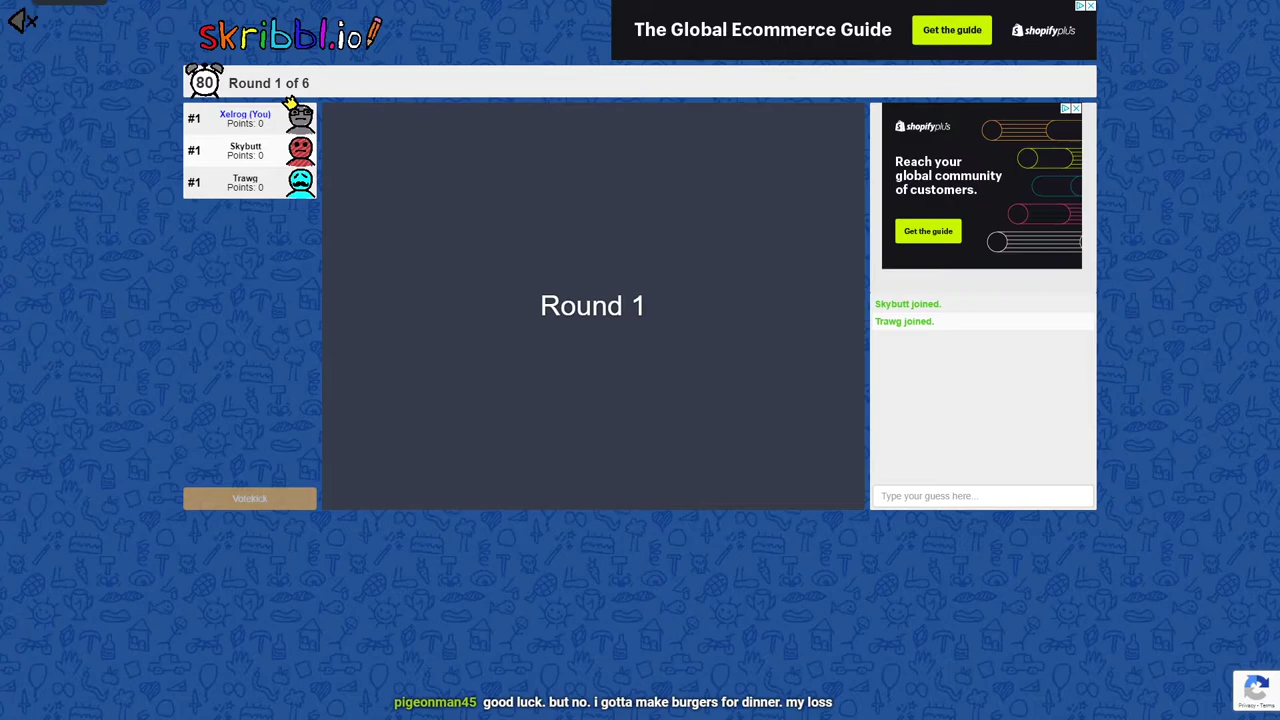 skribbl.io
The Global Ecommerce Guide
Get the guide
shopifyplus
80
Round 1 of 6
#1
Xelrog (You)
Points: 0
#1
Skybutt
Points: 0
#1
Trawg
Points: 0
Votekick
Round 1
shopifyplus
Reach your
global community
of customers.
Get the guide
Skybutt joined.
Trawg joined.
Type your guess here...
Privacy - Terms
pigeonman45 good luck. but no. i gotta make burgers for dinner. my loss